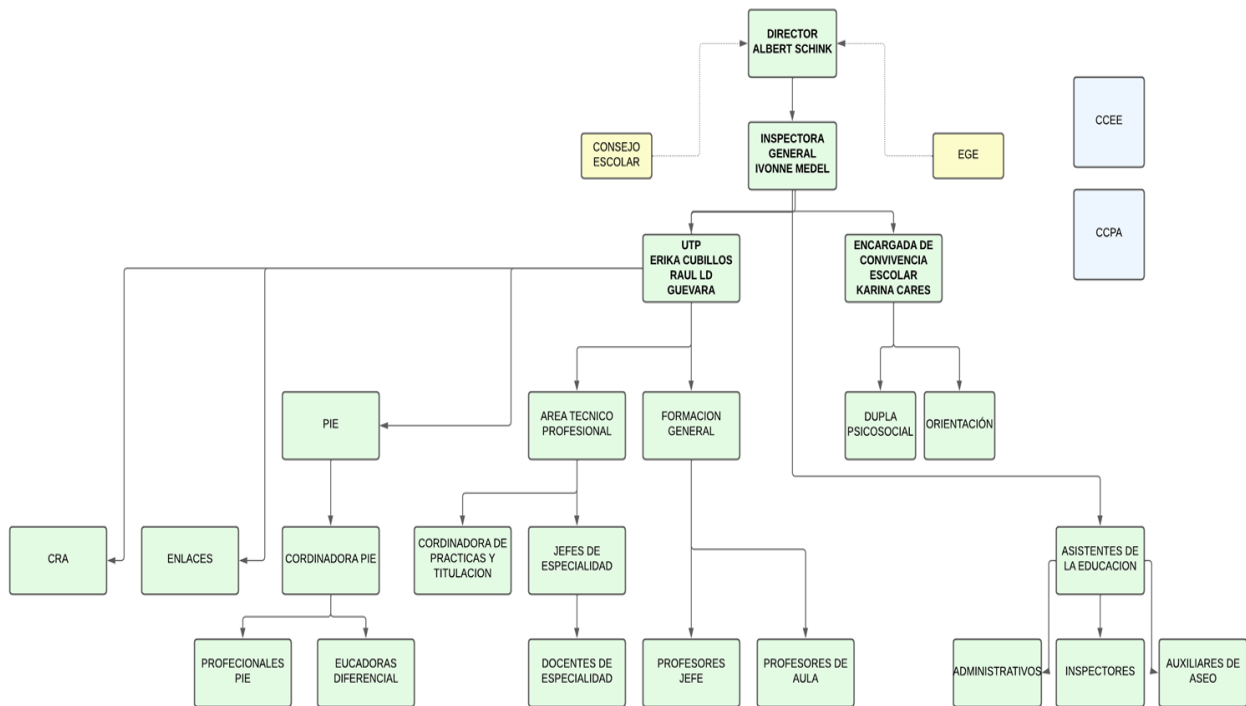 DIRECTOR
ALBERT SCHINK
CCEE
CONSEJO
ESCOLAR
INSPECTORA
GENERAL
IVONNE MEDEL
EGE
CCPA
UTP
ERIKA CUBILLOS
RAUL LD
GUEVARA
ENCARGADA DE
CONVIVENCIA
ESCOLAR
KARINA CARES
PIE
AREA TECNICO
PROFESIONAL
FORMACION
GENERAL
DUPLA
PSICOSOCIAL
ORIENTACIÓN
CRA
ENLACES
CORDINADORA PIE
CORDINADORA DE
PRACTICAS Y
TITULACION
JEFES DE
ESPECIALIDAD
ASISTENTES DE
LA EDUCACION
PROFECIONALES
PIE
EUCADORAS
DIFERENCIAL
DOCENTES DE
ESPECIALIDAD
PROFESORES
JEFE
PROFESORES DE
AULA
ADMINISTRATIVOS
INSPECTORES
AUXILIARES DE
ASEO